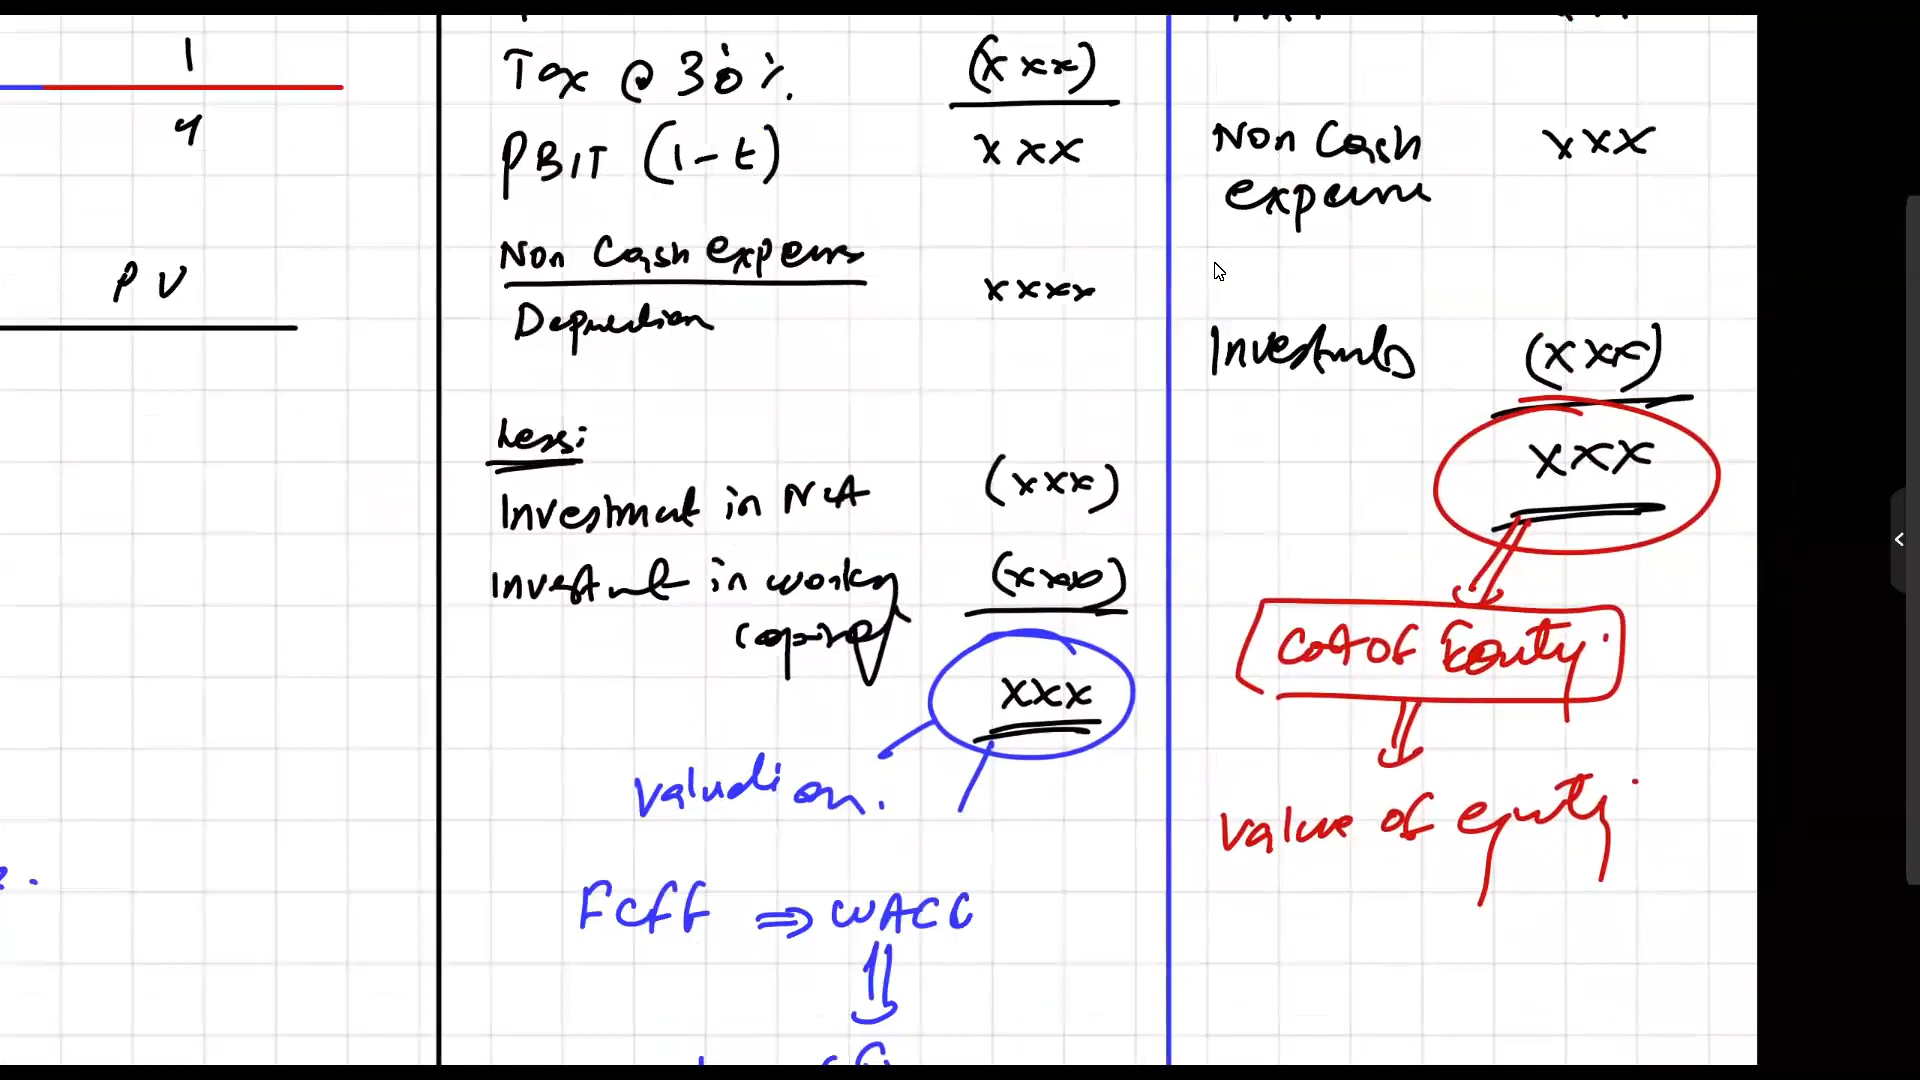 1
4
PV
Tax @ 30%. (xxx)
PBIT (1-t) xxx
Non Cash expenses
xxxx
Depreciation
Less:
Investment in NCA (xxx)
Investment in working (xxx)
capital
xxx
Valuation.
FCFF ⇒ WACC
Non Cash xxx
expense
Investments (xxx)
xxx
Cost of Equity.
Value of equity.